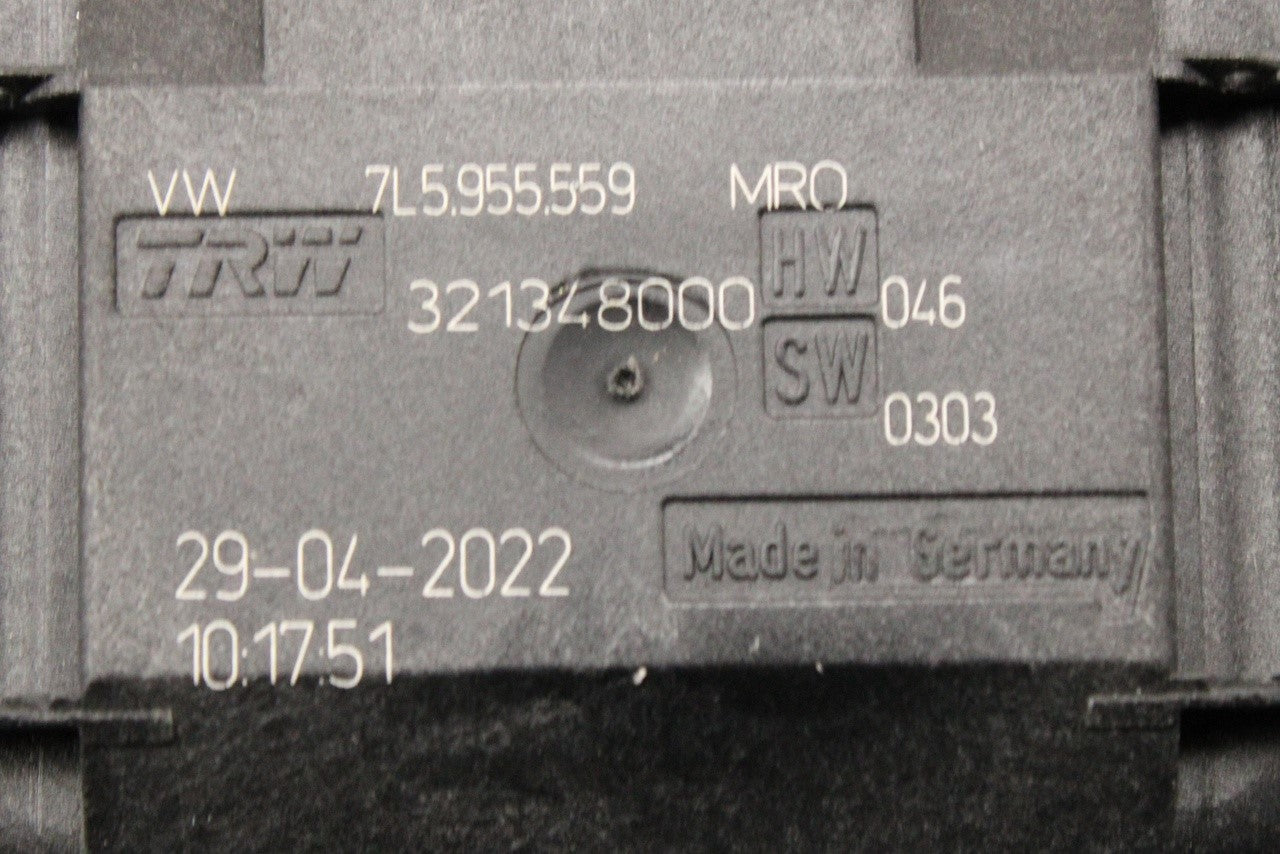 VW 7L5.955.559 MRO
TRW HW
321348000 046
SW
0303
Made in Germany
29-04-2022
10:17:51